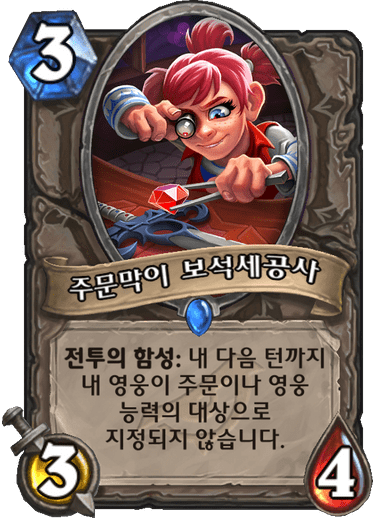 3
주문막이 보석세공사
전투의 함성: 내 다음 턴까지
내 영웅이 주문이나 영웅
능력의 대상으로
지정되지 않습니다.
3
4